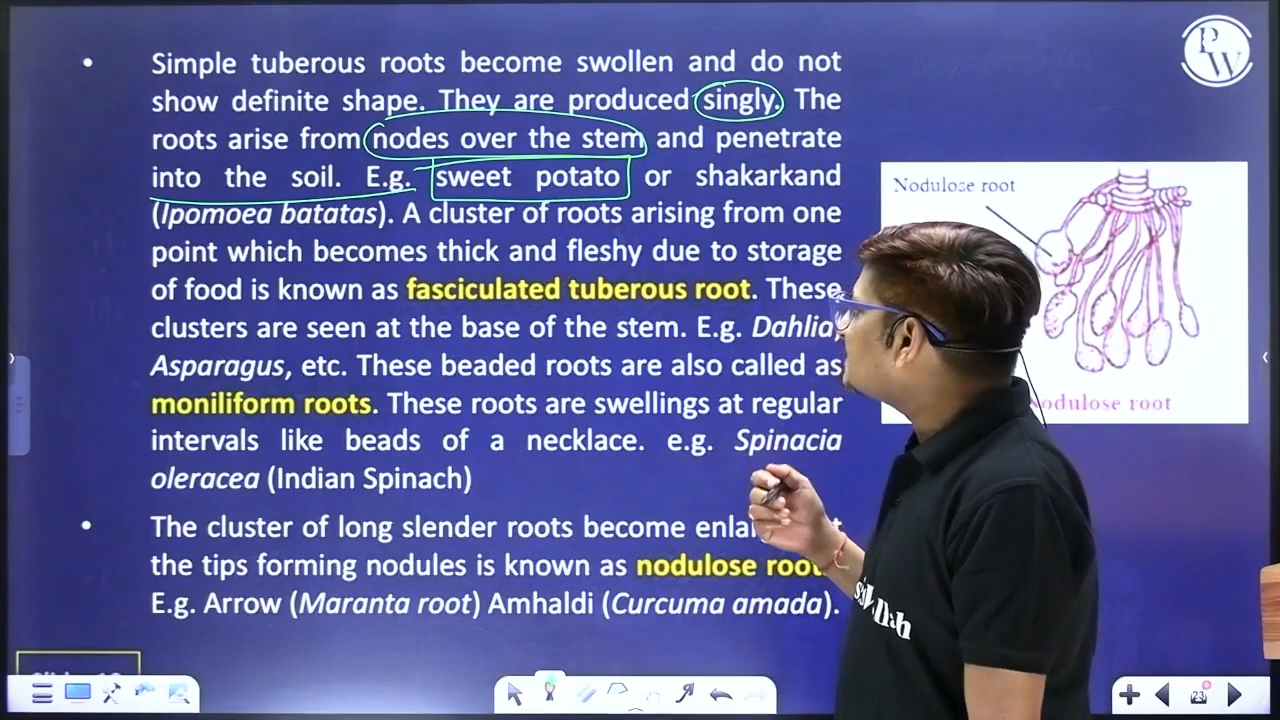 Simple tuberous roots become swollen and do not
show definite shape. They are produced singly. The
roots arise from nodes over the stem and penetrate
into the soil. E.g. sweet potato or shakarkand
(Ipomoea batatas). A cluster of roots arising from one
point which becomes thick and fleshy due to storage
of food is known as fasciculated tuberous root. These
clusters are seen at the base of the stem. E.g. Dahlia,
Asparagus, etc. These beaded roots are also called as
moniliform roots. These roots are swellings at regular
intervals like beads of a necklace. e.g. Spinacia
oleracea (Indian Spinach)
The cluster of long slender roots become
the tips forming nodules is known as nodulose
E.g. Arrow (Maranta root) Amhaldi (Curcuma amada).
PW
Nodulose root
Nodulose root
23